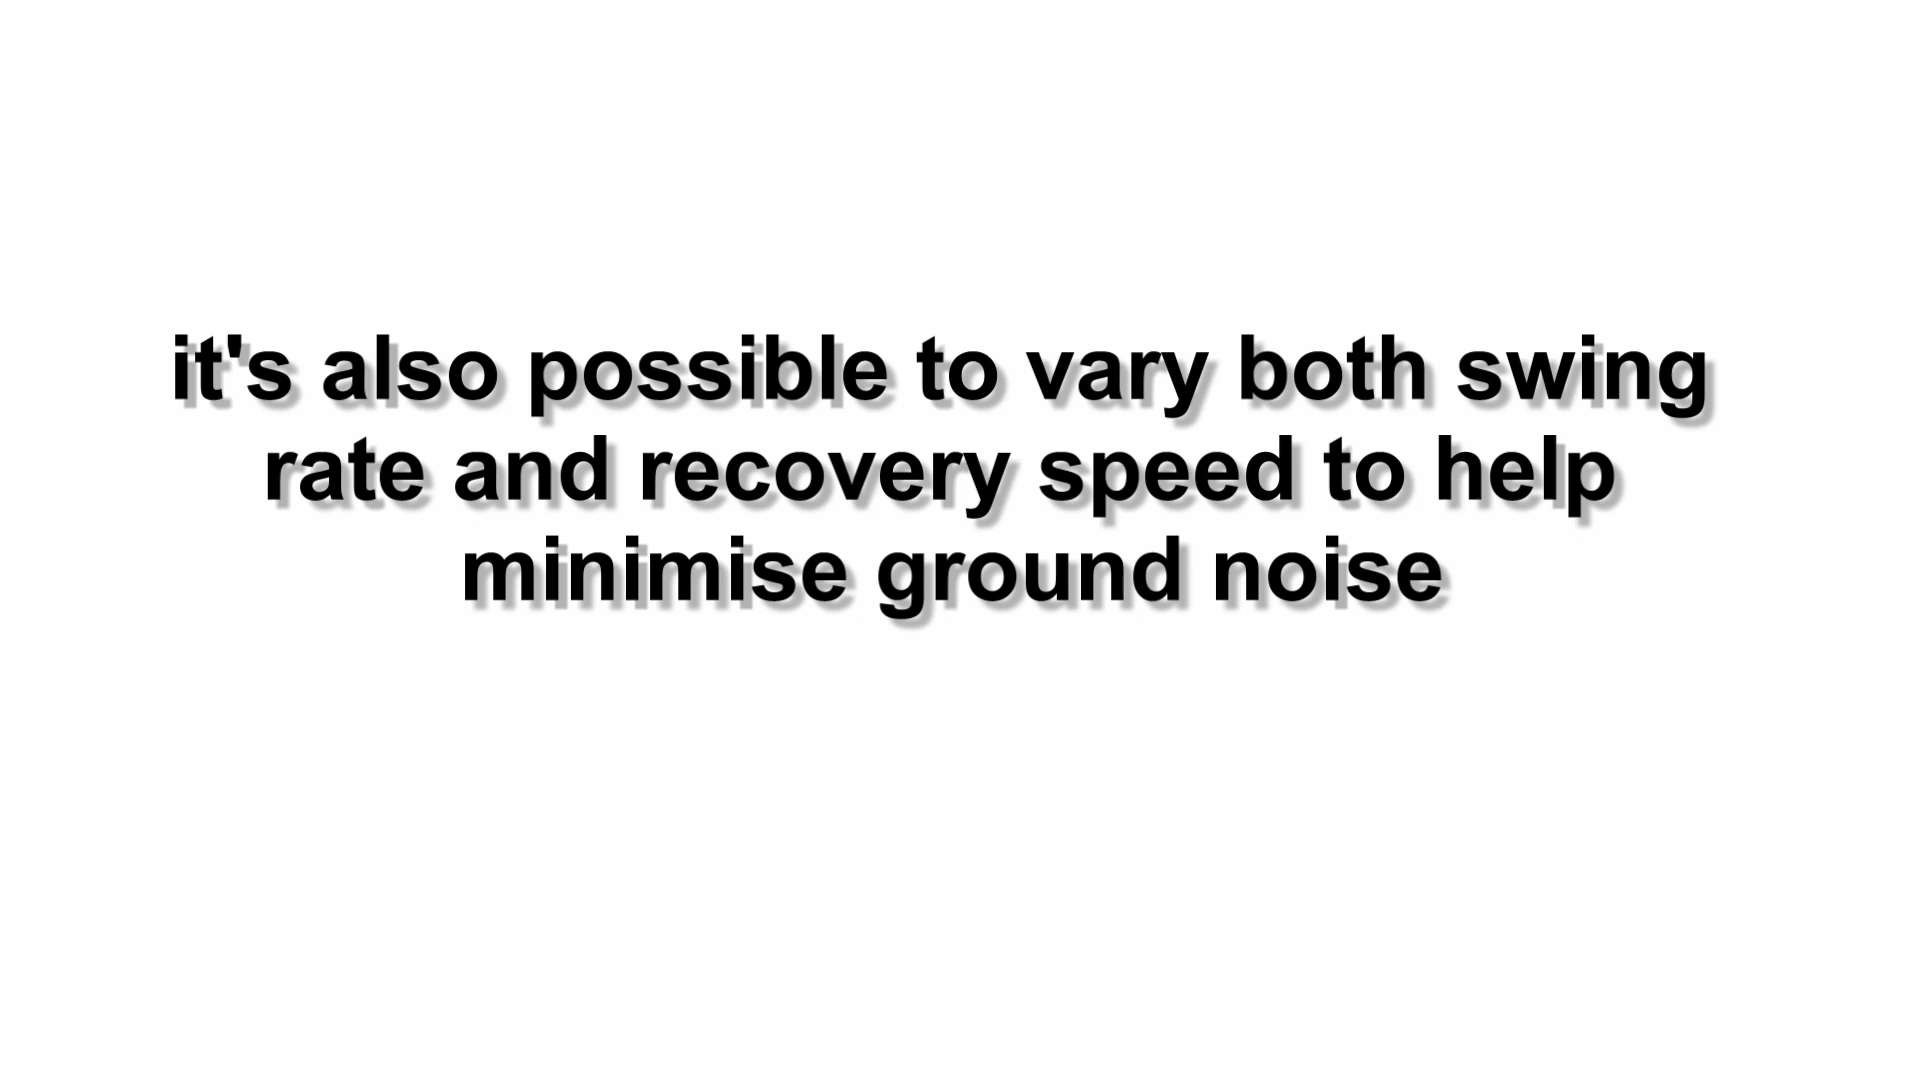 it's also possible to vary both swing
rate and recovery speed to help
minimise ground noise